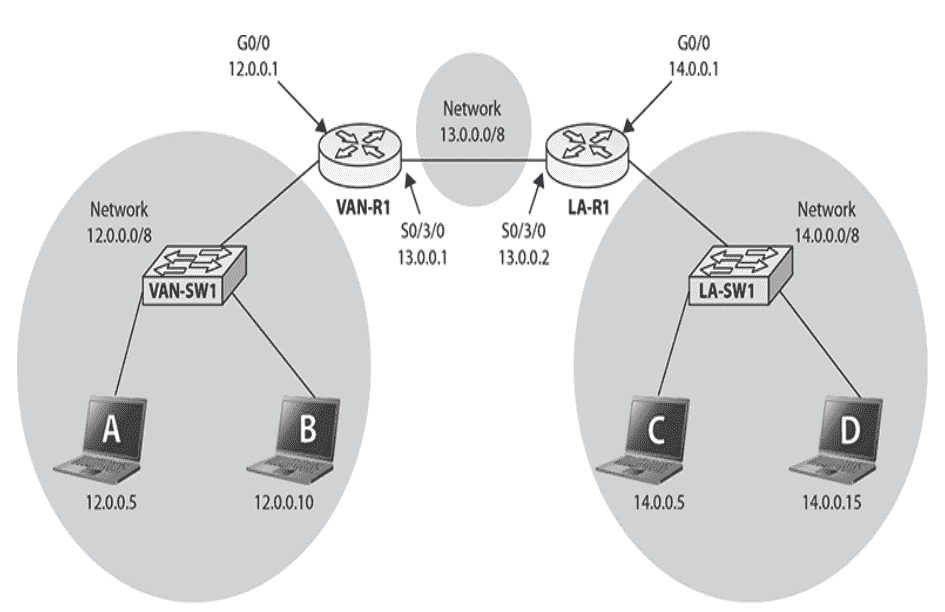 G0/0
12.0.0.1
G0/0
14.0.0.1
Network
13.0.0.0/8
VAN-R1
LA-R1
Network
12.0.0.0/8
S0/3/0
13.0.0.1
S0/3/0
13.0.0.2
Network
14.0.0.0/8
VAN-SW1
LA-SW1
A
B
C
D
12.0.0.5
12.0.0.10
14.0.0.5
14.0.0.15